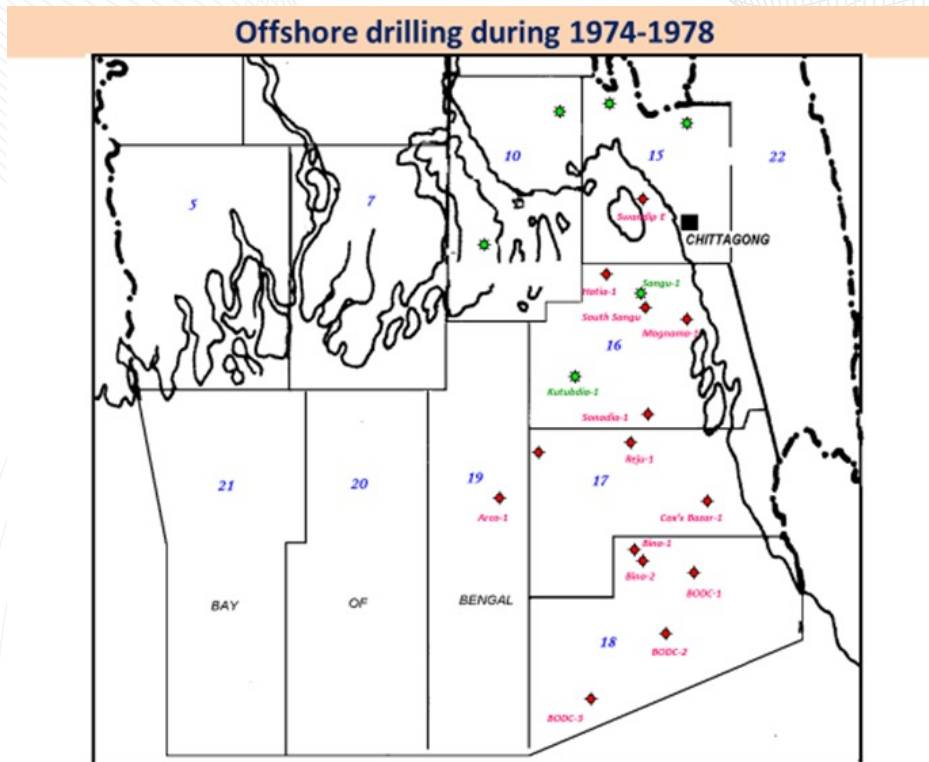 Offshore drilling during 1974-1978
10
15
22
5
7
Swandip E
CHITTAGONG
Hatia-1
Sangu-1
South Sangu
Magnama-1
16
Kutubdia-1
Sonadia-1
Reju-1
19
17
21
20
Arco-1
Cox's Bazar-1
Bina-1
Bina-2
BODC-1
BAY
OF
BENGAL
18
BODC-2
BODC-3